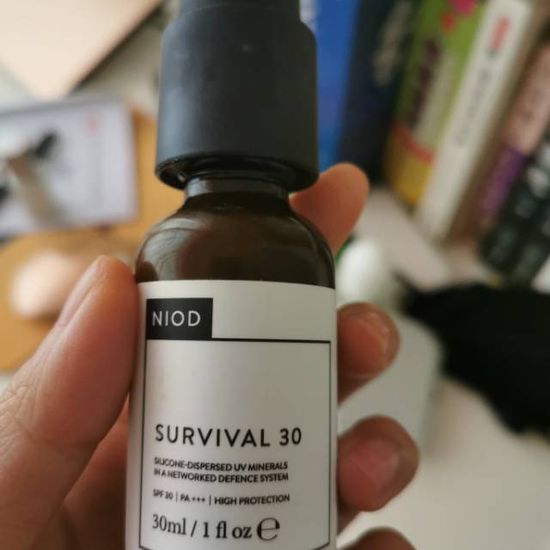 NIOD
SURVIVAL 30
SILICONE-DISPERSED UV MINERALS
IN A NETWORKED DEFENCE SYSTEM
SPF 30 | PA +++ | HIGH PROTECTION
30ml / 1 fl oz ℮